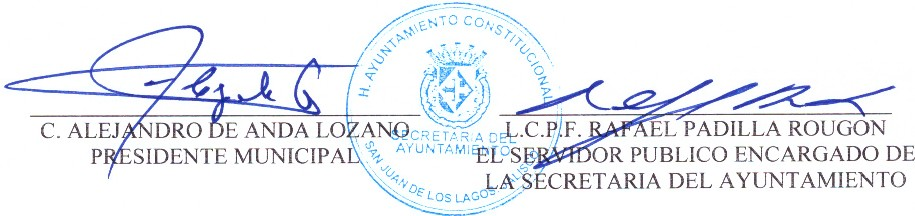 H. AYUNTAMIENTO CONSTITUCIONAL
SECRETARIA DEL
AYUNTAMIENTO
SAN JUAN DE LOS LAGOS, JALISCO
C. ALEJANDRO DE ANDA LOZANO
PRESIDENTE MUNICIPAL
L.C.P.F. RAFAEL PADILLA ROUGON
EL SERVIDOR PUBLICO ENCARGADO DE
LA SECRETARIA DEL AYUNTAMIENTO